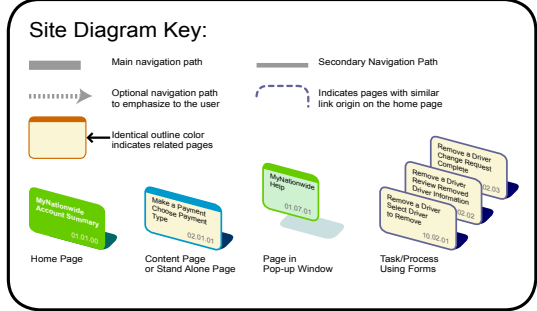 Site Diagram Key:
Main navigation path
Secondary Navigation Path
Optional navigation path
to emphasize to the user
Indicates pages with similar
link origin on the home page
Identical outline color
indicates related pages
MyNationwide
Account Summary
01.01.00
Home Page
Make a Payment
Choose Payment
Type
02.01.01
Content Page
or Stand Alone Page
MyNationwide
Help
01.07.01
Page in
Pop-up Window
Remove a Driver
Change Request
Complete
02.03
Remove a Driver
Review Removed
Driver Information
02.02
Remove a Driver
Select Driver
to Remove
10.02.01
Task/Process
Using Forms